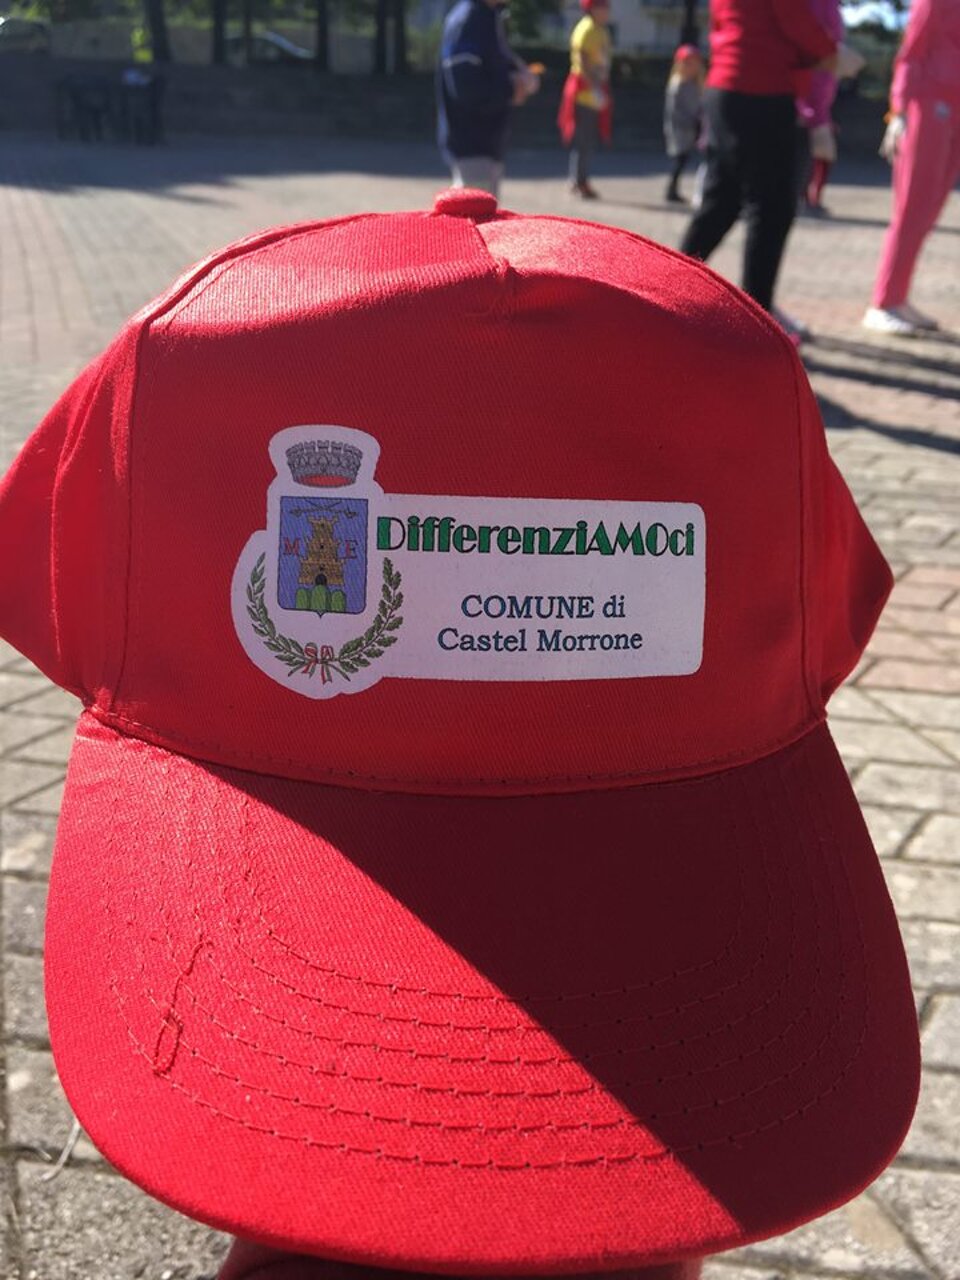 M E
DifferenziAMOci
COMUNE di
Castel Morrone